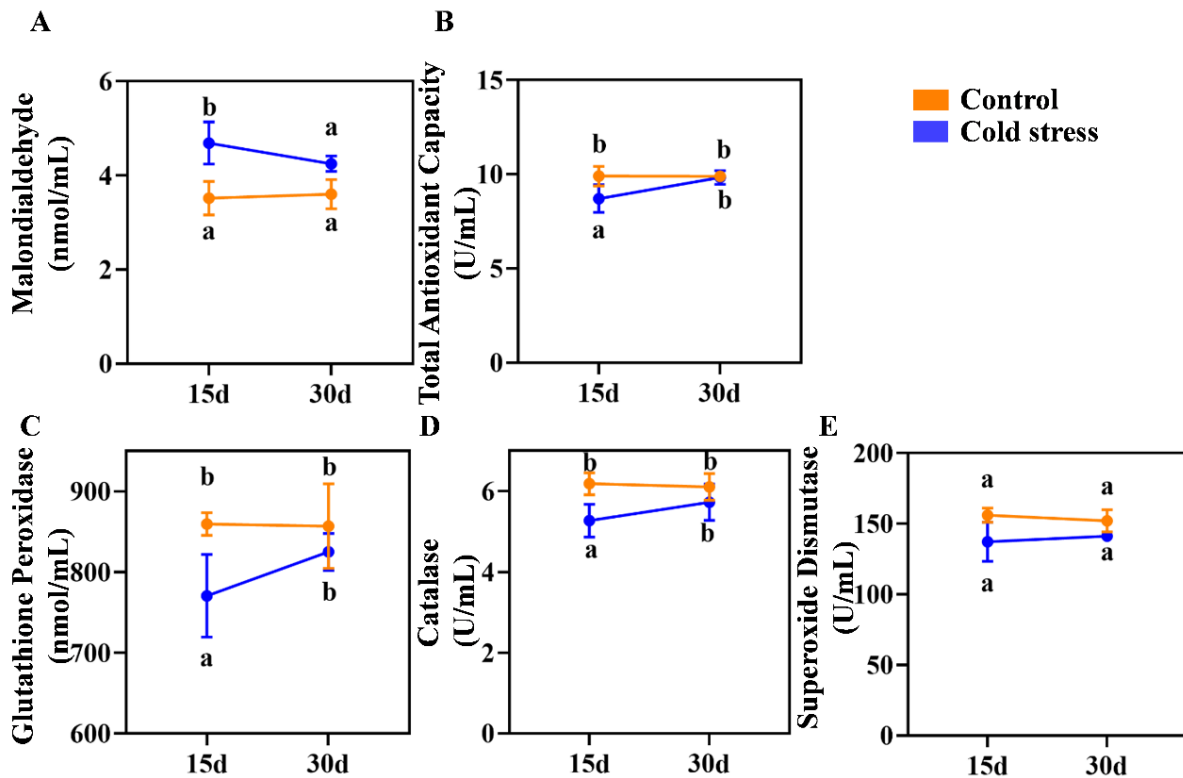 A
B
Malondialdehyde
(nmol/mL)
6
4
2
0
b
a
a
a
15d
30d
Total Antioxidant Capacity
(U/mL)
15
10
5
0
b
b
a
b
15d
30d
Control
Cold stress
C
D
E
Glutathione Peroxidase
(nmol/mL)
900
800
700
600
b
b
a
b
15d
30d
Catalase
(U/mL)
6
4
2
0
b
b
a
b
15d
30d
Superoxide Dismutase
(U/mL)
200
150
100
50
0
a
a
a
a
15d
30d